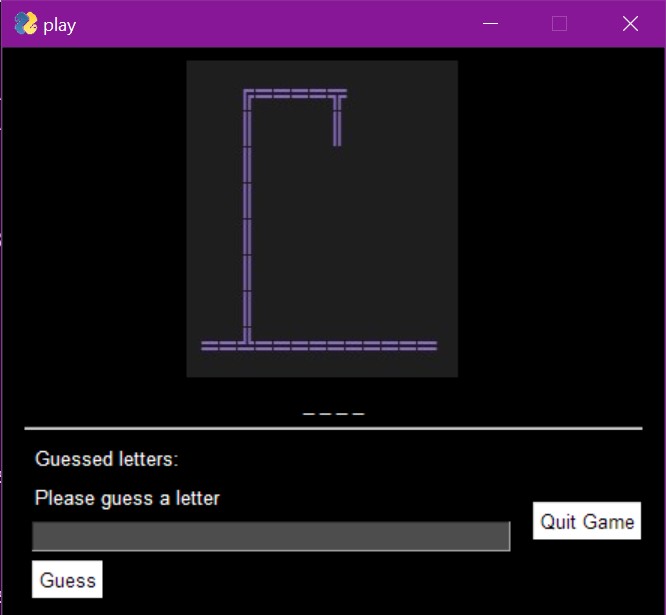 play
_ _ _ _
Guessed letters:
Please guess a letter
Quit Game
Guess